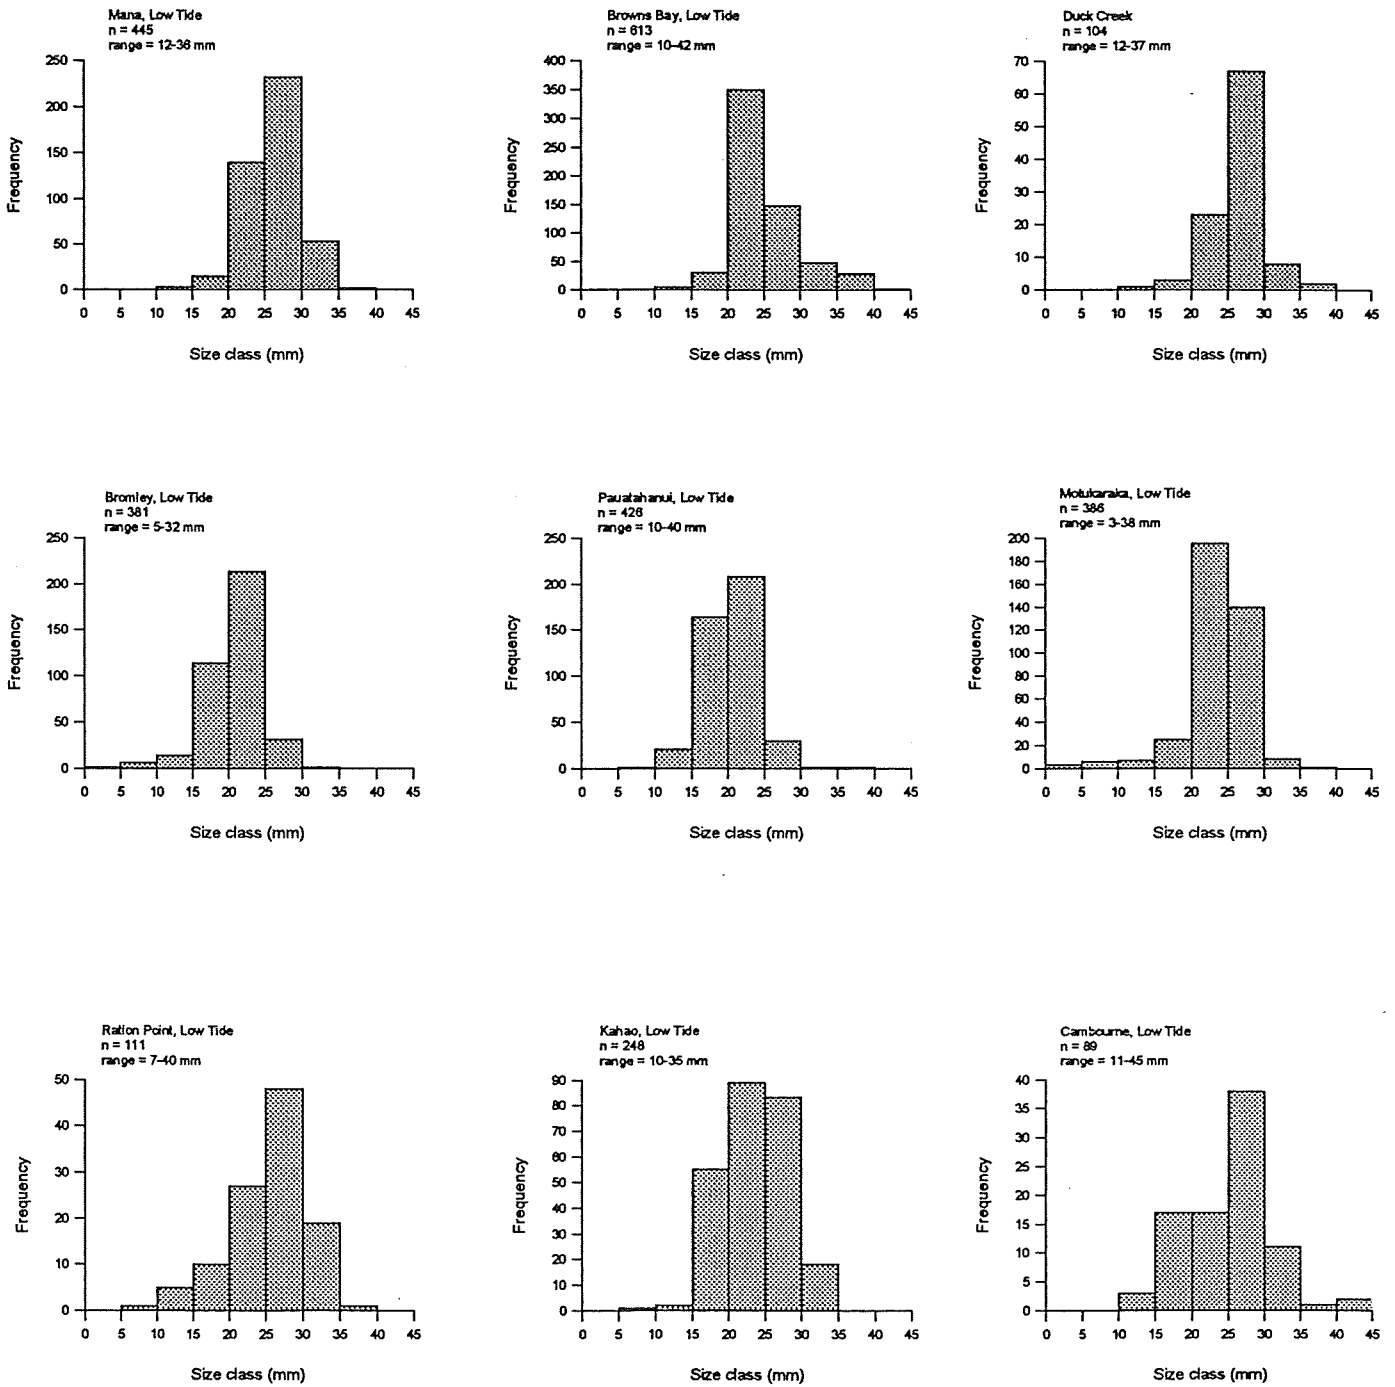 Mana, Low Tide
n = 445
range = 12-36 mm
250
200
150
100
50
0
Frequency
0 5 10 15 20 25 30 35 40 45
Size class (mm)
Browns Bay, Low Tide
n = 613
range = 10-42 mm
400
350
300
250
200
150
100
50
0
Frequency
0 5 10 15 20 25 30 35 40 45
Size class (mm)
Duck Creek
n = 104
range = 12-37 mm
70
60
50
40
30
20
10
0
Frequency
0 5 10 15 20 25 30 35 40 45
Size class (mm)
Bromley, Low Tide
n = 381
range = 5-32 mm
250
200
150
100
50
0
Frequency
0 5 10 15 20 25 30 35 40 45
Size class (mm)
Pauatahanui, Low Tide
n = 426
range = 10-40 mm
250
200
150
100
50
0
Frequency
0 5 10 15 20 25 30 35 40 45
Size class (mm)
Motukaraka, Low Tide
n = 386
range = 3-38 mm
200
180
160
140
120
100
80
60
40
20
0
Frequency
0 5 10 15 20 25 30 35 40 45
Size class (mm)
Ration Point, Low Tide
n = 111
range = 7-40 mm
50
40
30
20
10
0
Frequency
0 5 10 15 20 25 30 35 40 45
Size class (mm)
Kahao, Low Tide
n = 248
range = 10-35 mm
90
80
70
60
50
40
30
20
10
0
Frequency
0 5 10 15 20 25 30 35 40 45
Size class (mm)
Cambourne, Low Tide
n = 89
range = 11-45 mm
40
35
30
25
20
15
10
5
0
Frequency
0 5 10 15 20 25 30 35 40 45
Size class (mm)